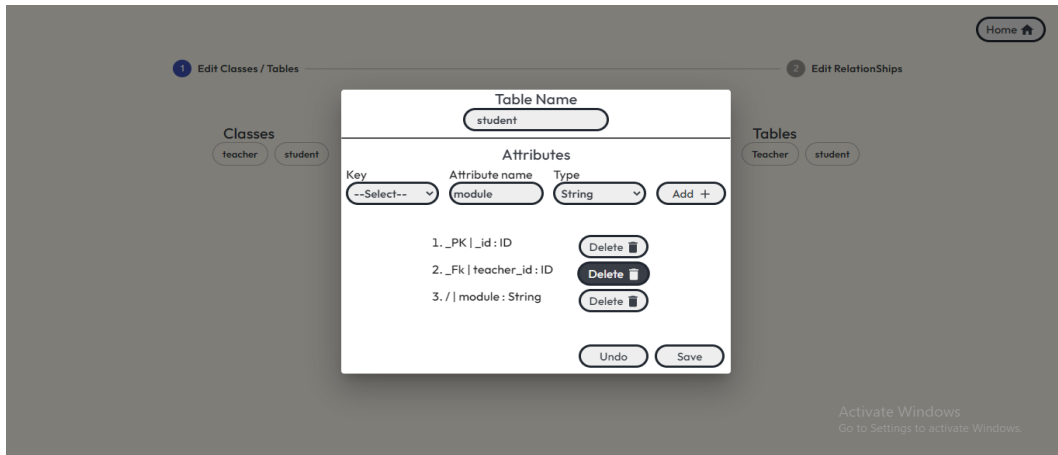 Home
1 Edit Classes / Tables
2 Edit RelationShips
Table Name
student
Classes
teacher student
Tables
Teacher student
Attributes
Key Attribute name Type
--Select-- module String Add +
1. _PK | _id : ID Delete
2. _Fk | teacher_id : ID Delete
3. / | module : String Delete
Undo Save
Activate Windows
Go to Settings to activate Windows.